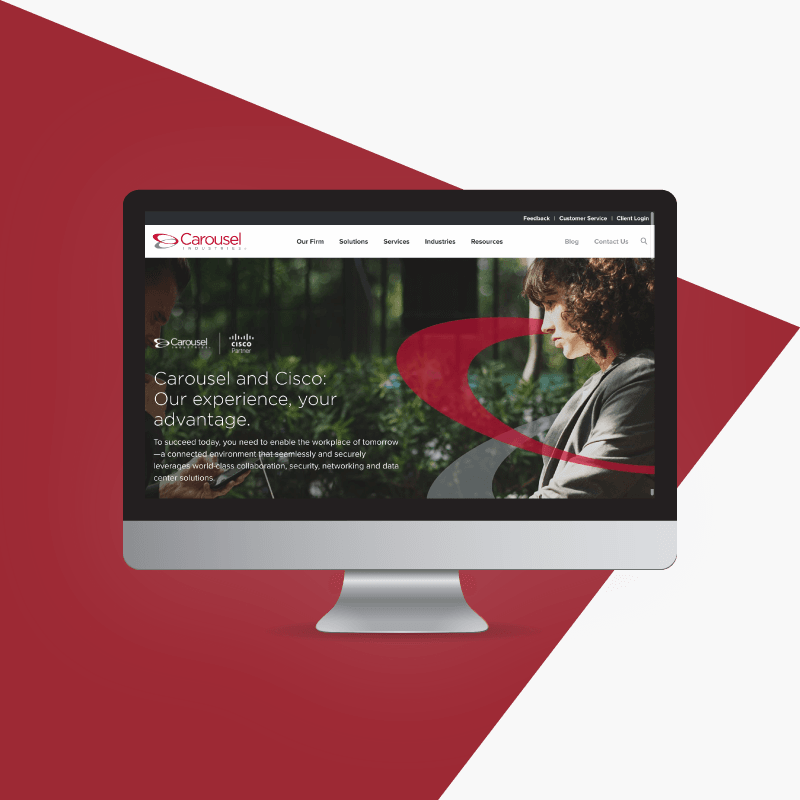 Feedback | Customer Service | Client Login
Carousel
INDUSTRIES
Our Firm Solutions Services Industries Resources Blog Contact Us
Carousel
INDUSTRIES
CISCO
Partner
Carousel and Cisco:
Our experience, your
advantage.
To succeed today, you need to enable the workplace of tomorrow
—a connected environment that seemlessly and securely
leverages world-class collaboration, security, networking and data
center solutions.